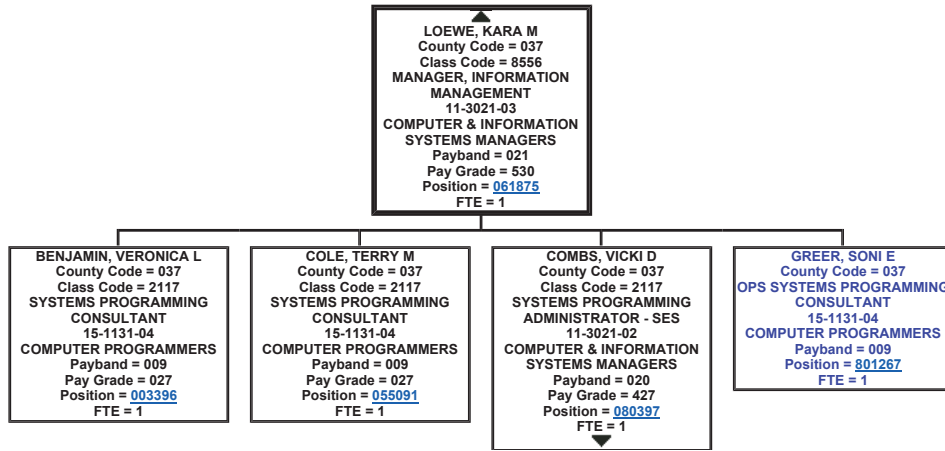 LOEWE, KARA M
County Code = 037
Class Code = 8556
MANAGER, INFORMATION
MANAGEMENT
11-3021-03
COMPUTER & INFORMATION
SYSTEMS MANAGERS
Payband = 021
Pay Grade = 530
Position = 061875
FTE = 1
BENJAMIN, VERONICA L
County Code = 037
Class Code = 2117
SYSTEMS PROGRAMMING
CONSULTANT
15-1131-04
COMPUTER PROGRAMMERS
Payband = 009
Pay Grade = 027
Position = 003396
FTE = 1
COLE, TERRY M
County Code = 037
Class Code = 2117
SYSTEMS PROGRAMMING
CONSULTANT
15-1131-04
COMPUTER PROGRAMMERS
Payband = 009
Pay Grade = 027
Position = 055091
FTE = 1
COMBS, VICKI D
County Code = 037
Class Code = 2117
SYSTEMS PROGRAMMING
ADMINISTRATOR - SES
11-3021-02
COMPUTER & INFORMATION
SYSTEMS MANAGERS
Payband = 020
Pay Grade = 427
Position = 080397
FTE = 1
GREER, SONI E
County Code = 037
OPS SYSTEMS PROGRAMMING
CONSULTANT
15-1131-04
COMPUTER PROGRAMMERS
Payband = 009
Position = 801267
FTE = 1